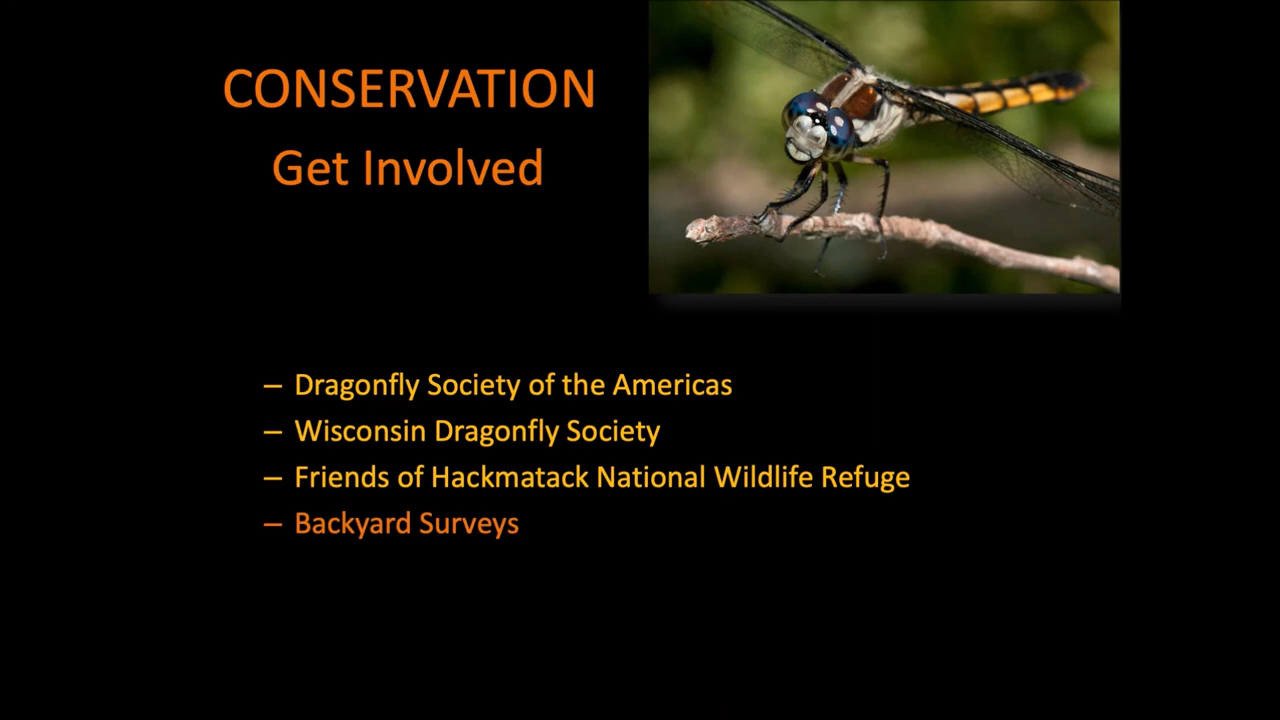 CONSERVATION
Get Involved
– Dragonfly Society of the Americas
– Wisconsin Dragonfly Society
– Friends of Hackmatack National Wildlife Refuge
– Backyard Surveys